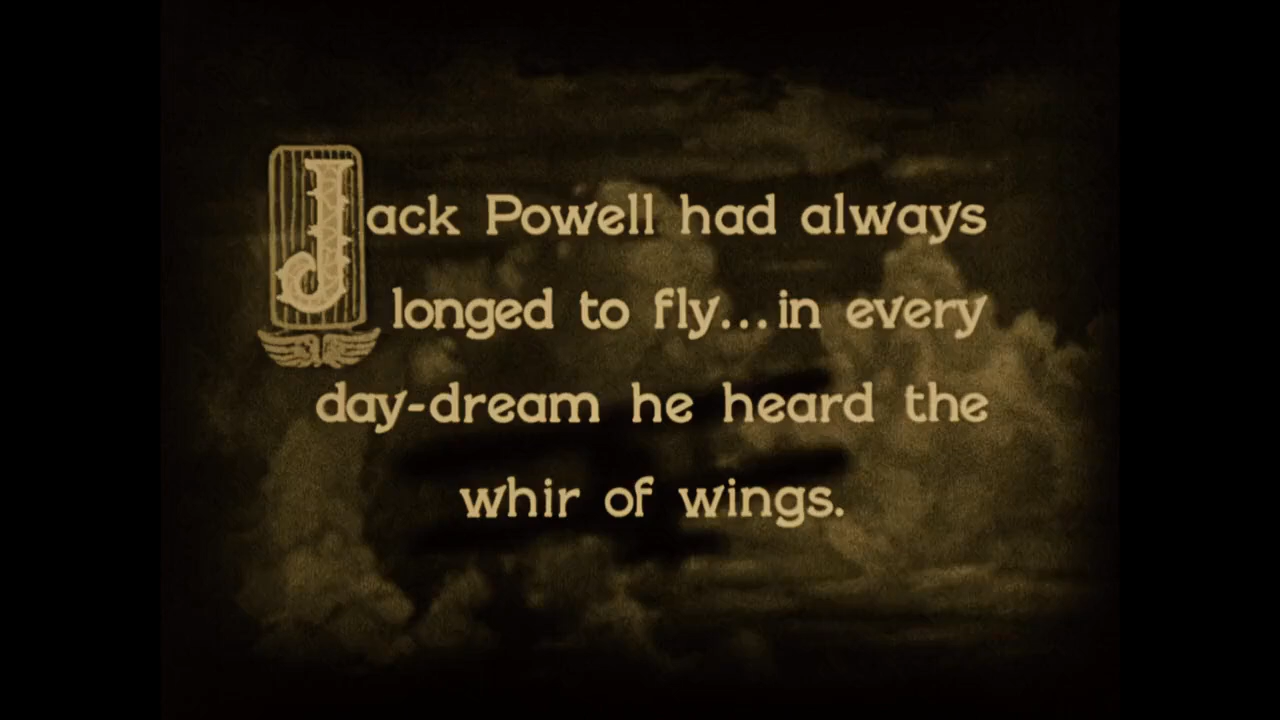 Jack Powell had always
longed to fly...in every
day-dream he heard the
whir of wings.